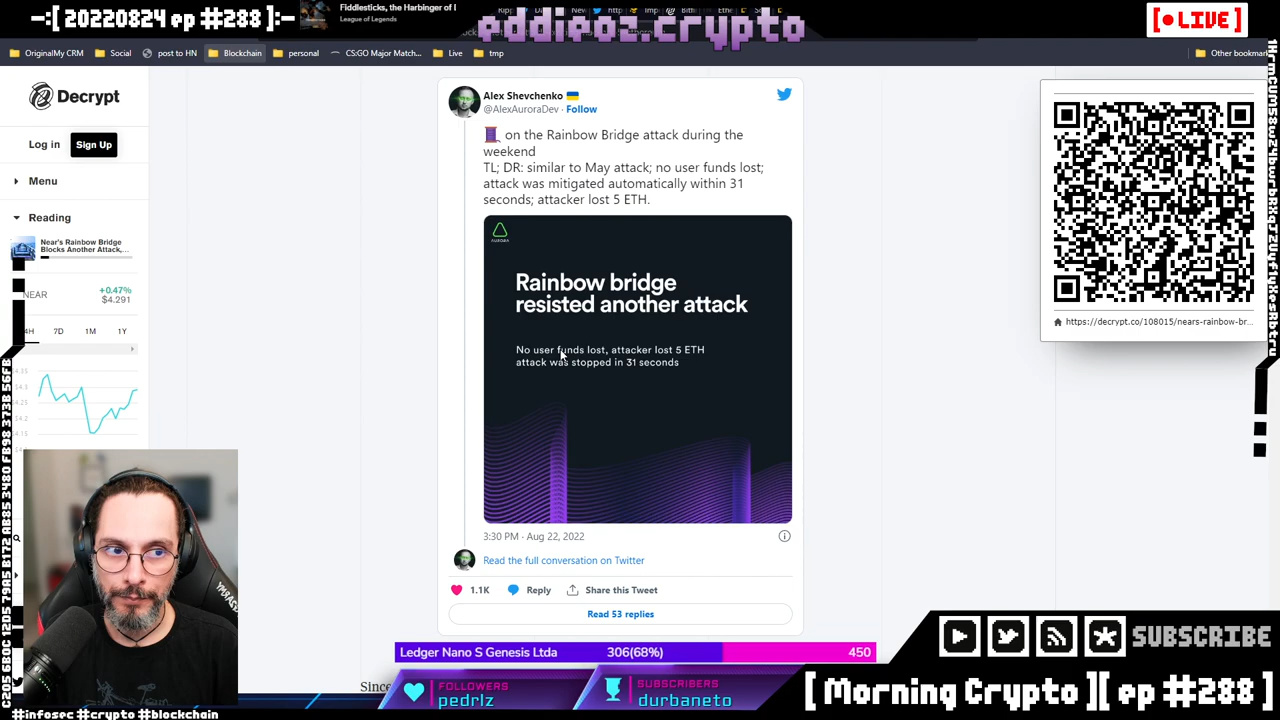 -:[ 20220824 ep #288 ]:-
Fiddlesticks, the Harbinger of
League of Legends
eddieoz.crypto
[● LIVE ]
OriginalMy CRM
Social
post to HN
Blockchain
personal
CS:GO Major Match...
Live
tmp
Other bookmar
Decrypt
Log in
Sign Up
Menu
Reading
Near's Rainbow Bridge
Blocks Another Attack,...
NEAR
+0.47%
$4.291
4H
7D
1M
1Y
Alex Shevchenko
@AlexAuroraDev · Follow
on the Rainbow Bridge attack during the
weekend
TL; DR: similar to May attack; no user funds lost;
attack was mitigated automatically within 31
seconds; attacker lost 5 ETH.
AURORA
Rainbow bridge
resisted another attack
No user funds lost, attacker lost 5 ETH
attack was stopped in 31 seconds
3:30 PM · Aug 22, 2022
Read the full conversation on Twitter
1.1K
Reply
Share this Tweet
Read 53 replies
https://decrypt.co/108015/nears-rainbow-br...
Since
Ledger Nano S Genesis Ltda
306(68%)
450
FOLLOWERS
pedrlz
SUBSCRIBERS
durbaneto
SUBSCRIBE
[ Morning Crypto ][ ep #288 ]
#infosec #crypto #blockchain